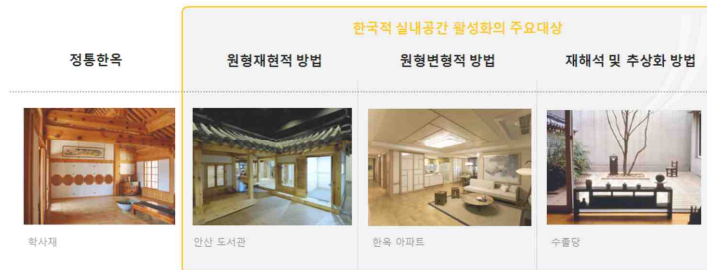 한국적 실내공간 활성화의 주요대상
정통한옥
원형재현적 방법
원형변형적 방법
재해석 및 추상화 방법
학사재
안산 도서관
한옥 아파트
수졸당